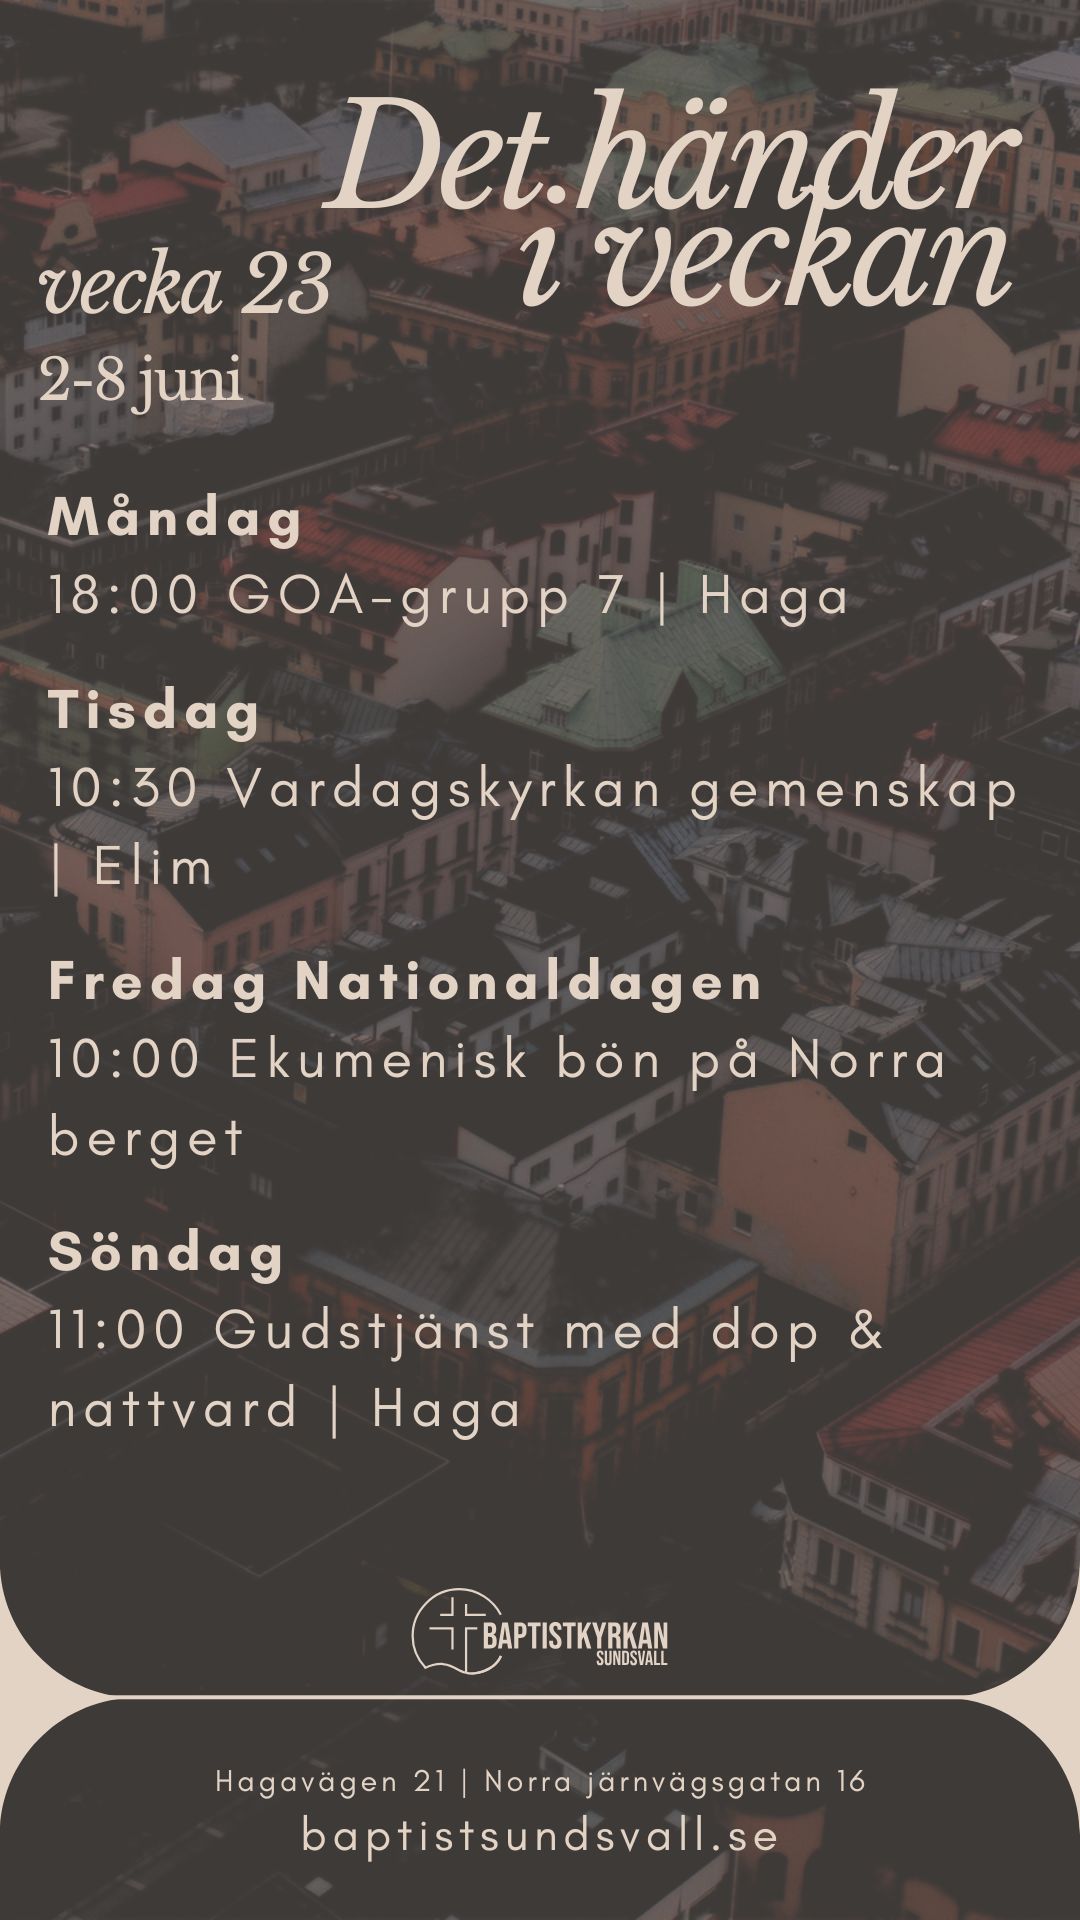 Det händer
i veckan
vecka 23
2-8 juni
Måndag
18:00 GOA-grupp 7 | Haga
Tisdag
10:30 Vardagskyrkan gemenskap
| Elim
Fredag Nationaldagen
10:00 Ekumenisk bön på Norra
berget
Söndag
11:00 Gudstjänst med dop &
nattvard | Haga
BAPTISTKYRKAN
SUNDSVALL
Hagavägen 21 | Norra järnvägsgatan 16
baptistsundsvall.se